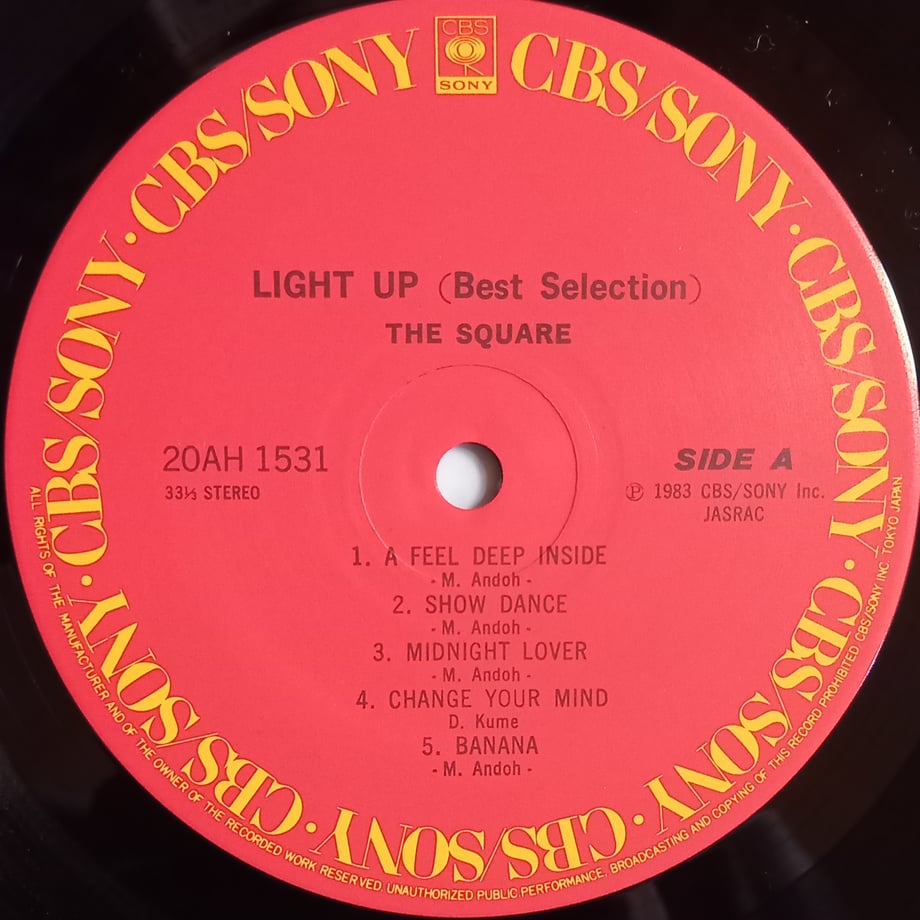 CBS
SONY
CBS/SONY · CBS/SONY · CBS/SONY · CBS/SONY · CBS/SONY · CBS/SONY · CBS/SONY · CBS/SONY · CBS/SONY
LIGHT UP (Best Selection)
THE SQUARE
20AH 1531
33⅓ STEREO
SIDE A
Ⓟ 1983 CBS/SONY Inc.
JASRAC
1. A FEEL DEEP INSIDE
- M. Andoh -
2. SHOW DANCE
- M. Andoh -
3. MIDNIGHT LOVER
- M. Andoh -
4. CHANGE YOUR MIND
D. Kume
5. BANANA
- M. Andoh -
ALL RIGHTS OF THE MANUFACTURER AND OF THE OWNER OF THE RECORDED WORK RESERVED. UNAUTHORIZED PUBLIC PERFORMANCE, BROADCASTING AND COPYING OF THIS RECORD PROHIBITED CBS/SONY INC. TOKYO JAPAN